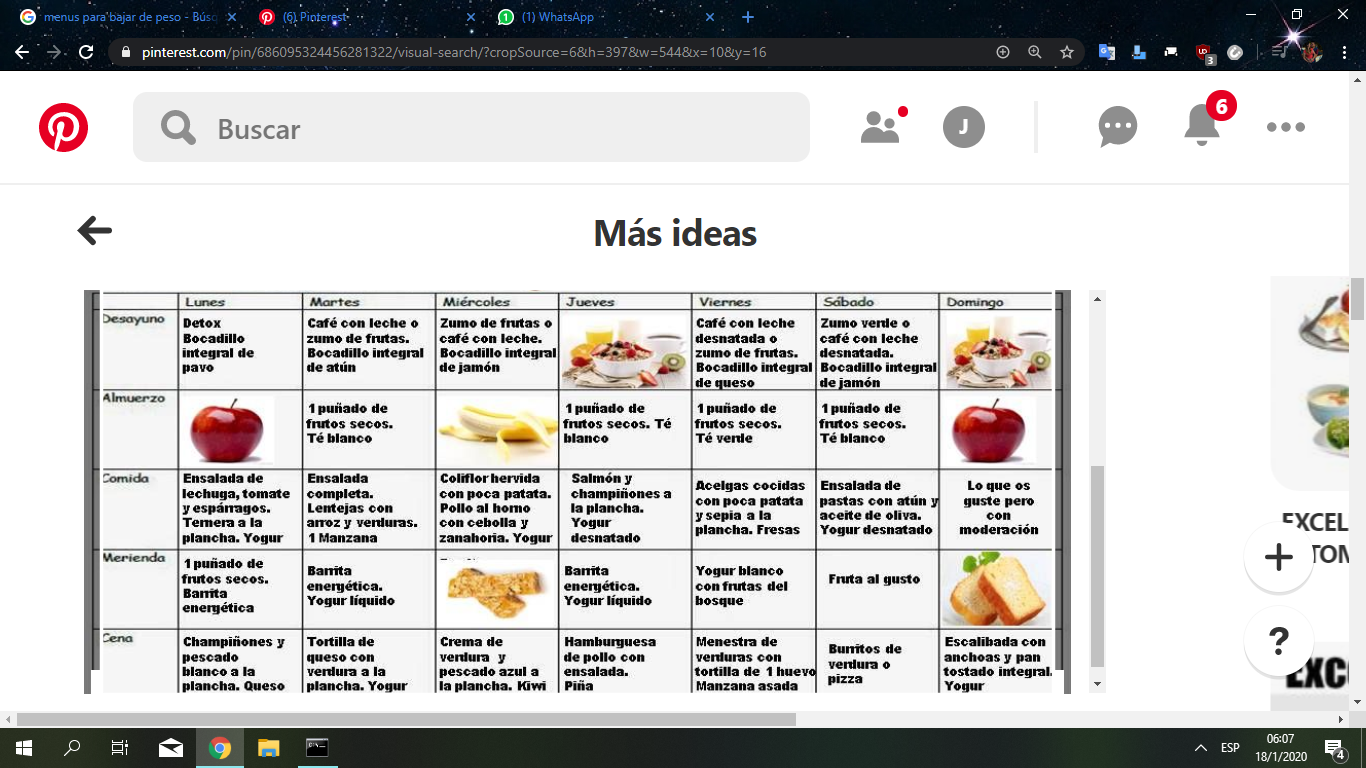 menus para bajar de peso - Búsq
(6) Pinterest
(1) WhatsApp
pinterest.com/pin/686095324456281322/visual-search/?cropSource=6&h=397&w=544&x=10&y=16
3
Buscar
J
6
Más ideas
Lunes Martes Miércoles Jueves Viernes Sábado Domingo
Desayuno
Detox
Bocadillo
integral de
pavo
Café con leche o
zumo de frutas.
Bocadillo integral
de atún
Zumo de frutas o
café con leche.
Bocadillo integral
de jamón
Café con leche
desnatada o
zumo de frutas.
Bocadillo integral
de queso
Zumo verde o
café con leche
desnatada.
Bocadillo integral
de jamón
Almuerzo
1 puñado de
frutos secos.
Té blanco
1 puñado de
frutos secos. Té
blanco
1 puñado de
frutos secos.
Té verde
1 puñado de
frutos secos.
Té blanco
Comida
Ensalada de
lechuga, tomate
y espárragos.
Ternera a la
plancha. Yogur
Ensalada
completa.
Lentejas con
arroz y verduras.
1 Manzana
Coliflor hervida
con poca patata.
Pollo al horno
con cebolla y
zanahoria. Yogur
Salmón y
champiñones a
la plancha.
Yogur
desnatado
Acelgas cocidas
con poca patata
y sepia a la
plancha. Fresas
Ensalada de
pastas con atún y
aceite de oliva.
Yogur desnatado
Lo que os
guste pero
con
moderación
Merienda
1 puñado de
frutos secos.
Barrita
energética
Barrita
energética.
Yogur líquido
Barrita
energética.
Yogur líquido
Yogur blanco
con frutas del
bosque
Fruta al gusto
Cena
Champiñones y
pescado
blanco a la
plancha. Queso
Tortilla de
queso con
verdura a la
plancha. Yogur
Crema de
verdura y
pescado azul a
la plancha. Kiwi
Hamburguesa
de pollo con
ensalada.
Piña
Menestra de
verduras con
tortilla de 1 huevo
Manzana asada
Burritos de
verdura o
pizza
Escalibada con
anchoas y pan
tostado integral.
Yogur
EXCEL
TOM
EXC
?
ESP
06:07
18/1/2020
4